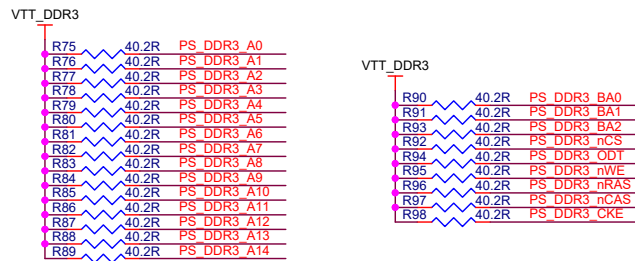 VTT_DDR3
R75 40.2R PS_DDR3_A0
R76 40.2R PS_DDR3_A1
R77 40.2R PS_DDR3_A2
R78 40.2R PS_DDR3_A3
R79 40.2R PS_DDR3_A4
R80 40.2R PS_DDR3_A5
R81 40.2R PS_DDR3_A6
R82 40.2R PS_DDR3_A7
R83 40.2R PS_DDR3_A8
R84 40.2R PS_DDR3_A9
R85 40.2R PS_DDR3_A10
R86 40.2R PS_DDR3_A11
R87 40.2R PS_DDR3_A12
R88 40.2R PS_DDR3_A13
R89 40.2R PS_DDR3_A14
VTT_DDR3
R90 40.2R PS_DDR3_BA0
R91 40.2R PS_DDR3_BA1
R93 40.2R PS_DDR3_BA2
R92 40.2R PS_DDR3_nCS
R94 40.2R PS_DDR3_ODT
R95 40.2R PS_DDR3_nWE
R96 40.2R PS_DDR3_nRAS
R97 40.2R PS_DDR3_nCAS
R98 40.2R PS_DDR3_CKE